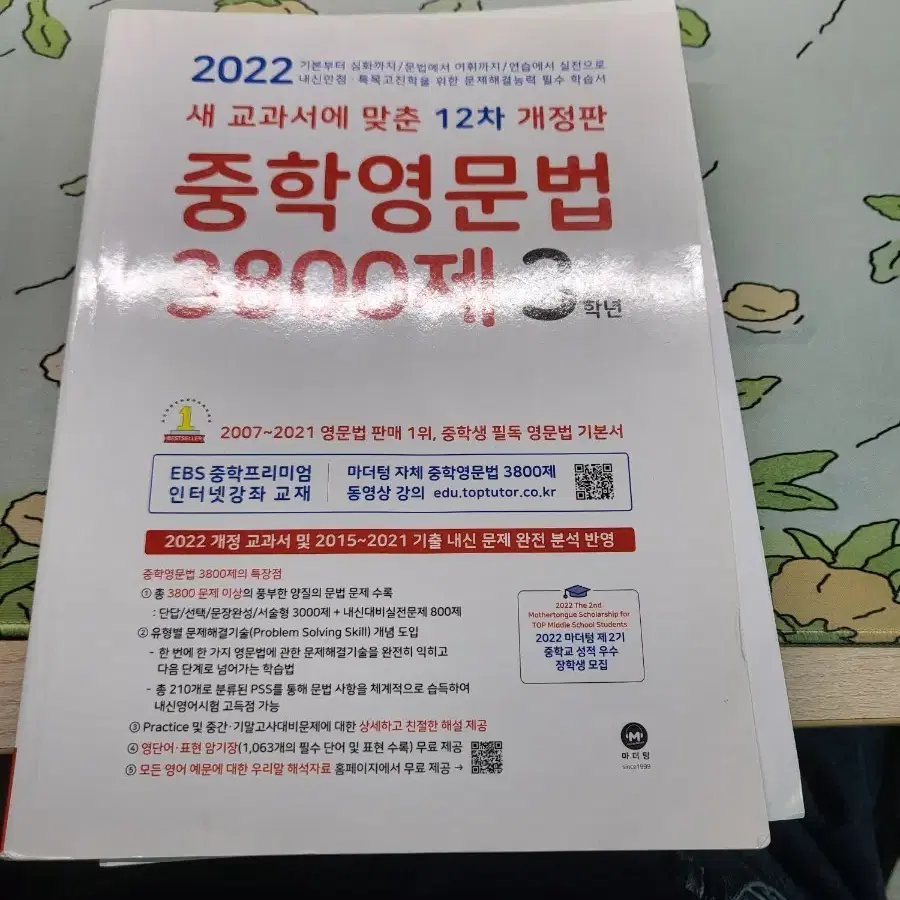 2022 기본부터 심화까지/문법에서 어휘까지/연습에서 실전으로
내신만점·특목고진학을 위한 문제해결능력 필수 학습서
새 교과서에 맞춘 12차 개정판
중학영문법
3800제 3학년
1
BESTSELLER
2007~2021 영문법 판매 1위, 중학생 필독 영문법 기본서
EBS 중학프리미엄
인터넷강좌 교재
마더텅 자체 중학영문법 3800제
동영상 강의 edu.toptutor.co.kr
2022 개정 교과서 및 2015~2021 기출 내신 문제 완전 분석 반영
중학영문법 3800제의 특장점
① 총 3800 문제 이상의 풍부한 양질의 문법 문제 수록
: 단답/선택/문장완성/서술형 3000제 + 내신대비실전문제 800제
② 유형별 문제해결기술(Problem Solving Skill) 개념 도입
- 한 번에 한 가지 영문법에 관한 문제해결기술을 완전히 익히고
다음 단계로 넘어가는 학습법
- 총 210개로 분류된 PSS를 통해 문법 사항을 체계적으로 습득하여
내신영어시험 고득점 가능
③ Practice 및 중간·기말고사대비문제에 대한 상세하고 친절한 해설 제공
④ 영단어·표현 암기장(1,063개의 필수 단어 및 표현 수록) 무료 제공
⑤ 모든 영어 예문에 대한 우리말 해석자료 홈페이지에서 무료 제공 →
2022 The 2nd
Mothertongue Scholarship for
TOP Middle School Students
2022 마더텅 제2기
중학교 성적 우수
장학생 모집
M
마더텅
since1999